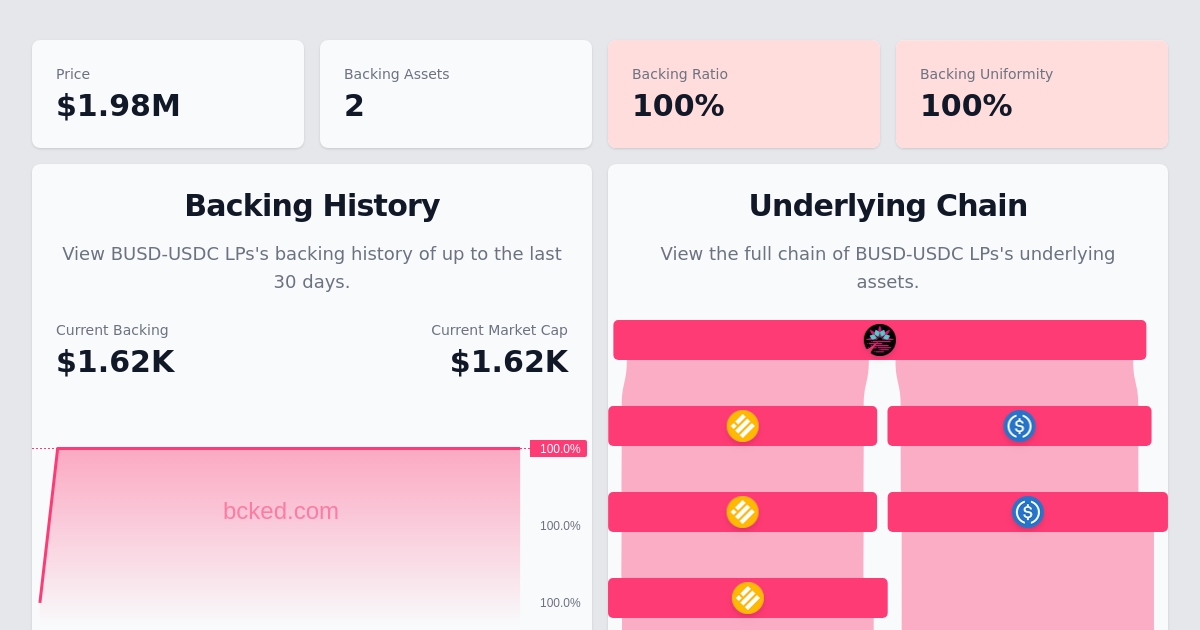 Price
$1.98M
Backing Assets
2
Backing Ratio
100%
Backing Uniformity
100%
Backing History
View BUSD-USDC LPs's backing history of up to the last
30 days.
Current Backing
$1.62K
Current Market Cap
$1.62K
100.0%
bcked.com
100.0%
100.0%
Underlying Chain
View the full chain of BUSD-USDC LPs's underlying
assets.